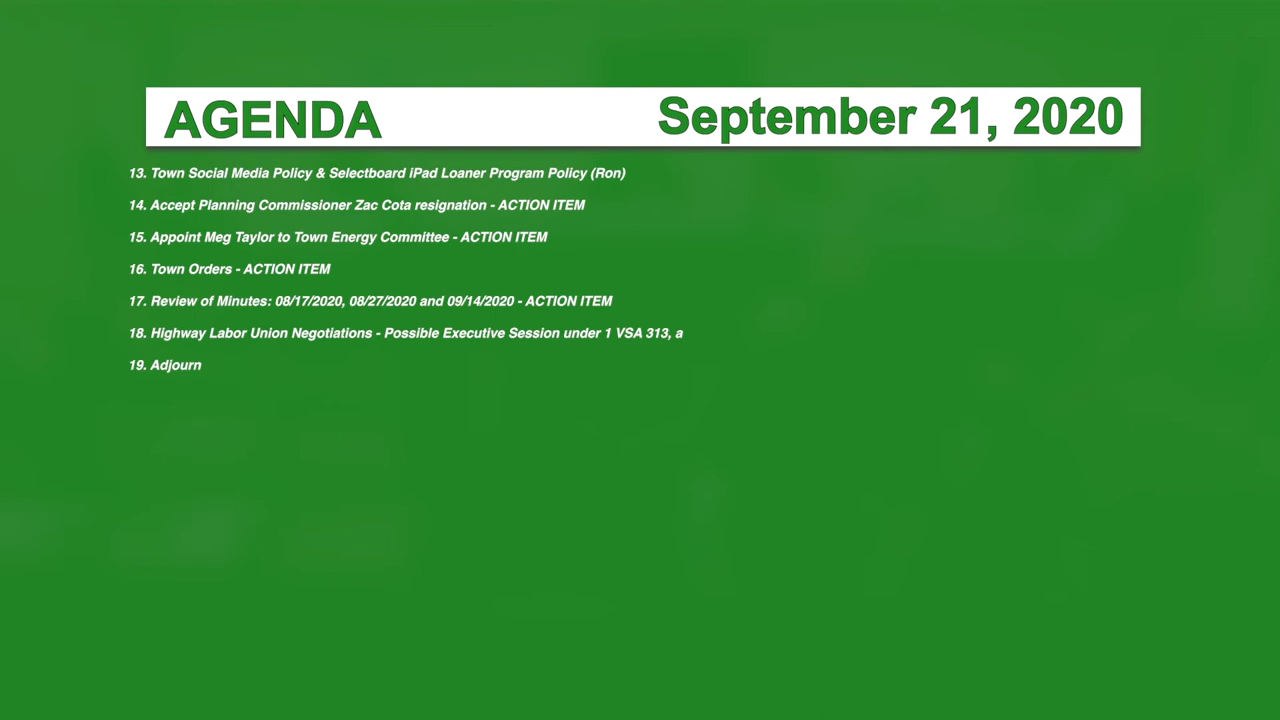 AGENDA September 21, 2020
13. Town Social Media Policy & Selectboard iPad Loaner Program Policy (Ron)
14. Accept Planning Commissioner Zac Cota resignation - ACTION ITEM
15. Appoint Meg Taylor to Town Energy Committee - ACTION ITEM
16. Town Orders - ACTION ITEM
17. Review of Minutes: 08/17/2020, 08/27/2020 and 09/14/2020 - ACTION ITEM
18. Highway Labor Union Negotiations - Possible Executive Session under 1 VSA 313, a
19. Adjourn